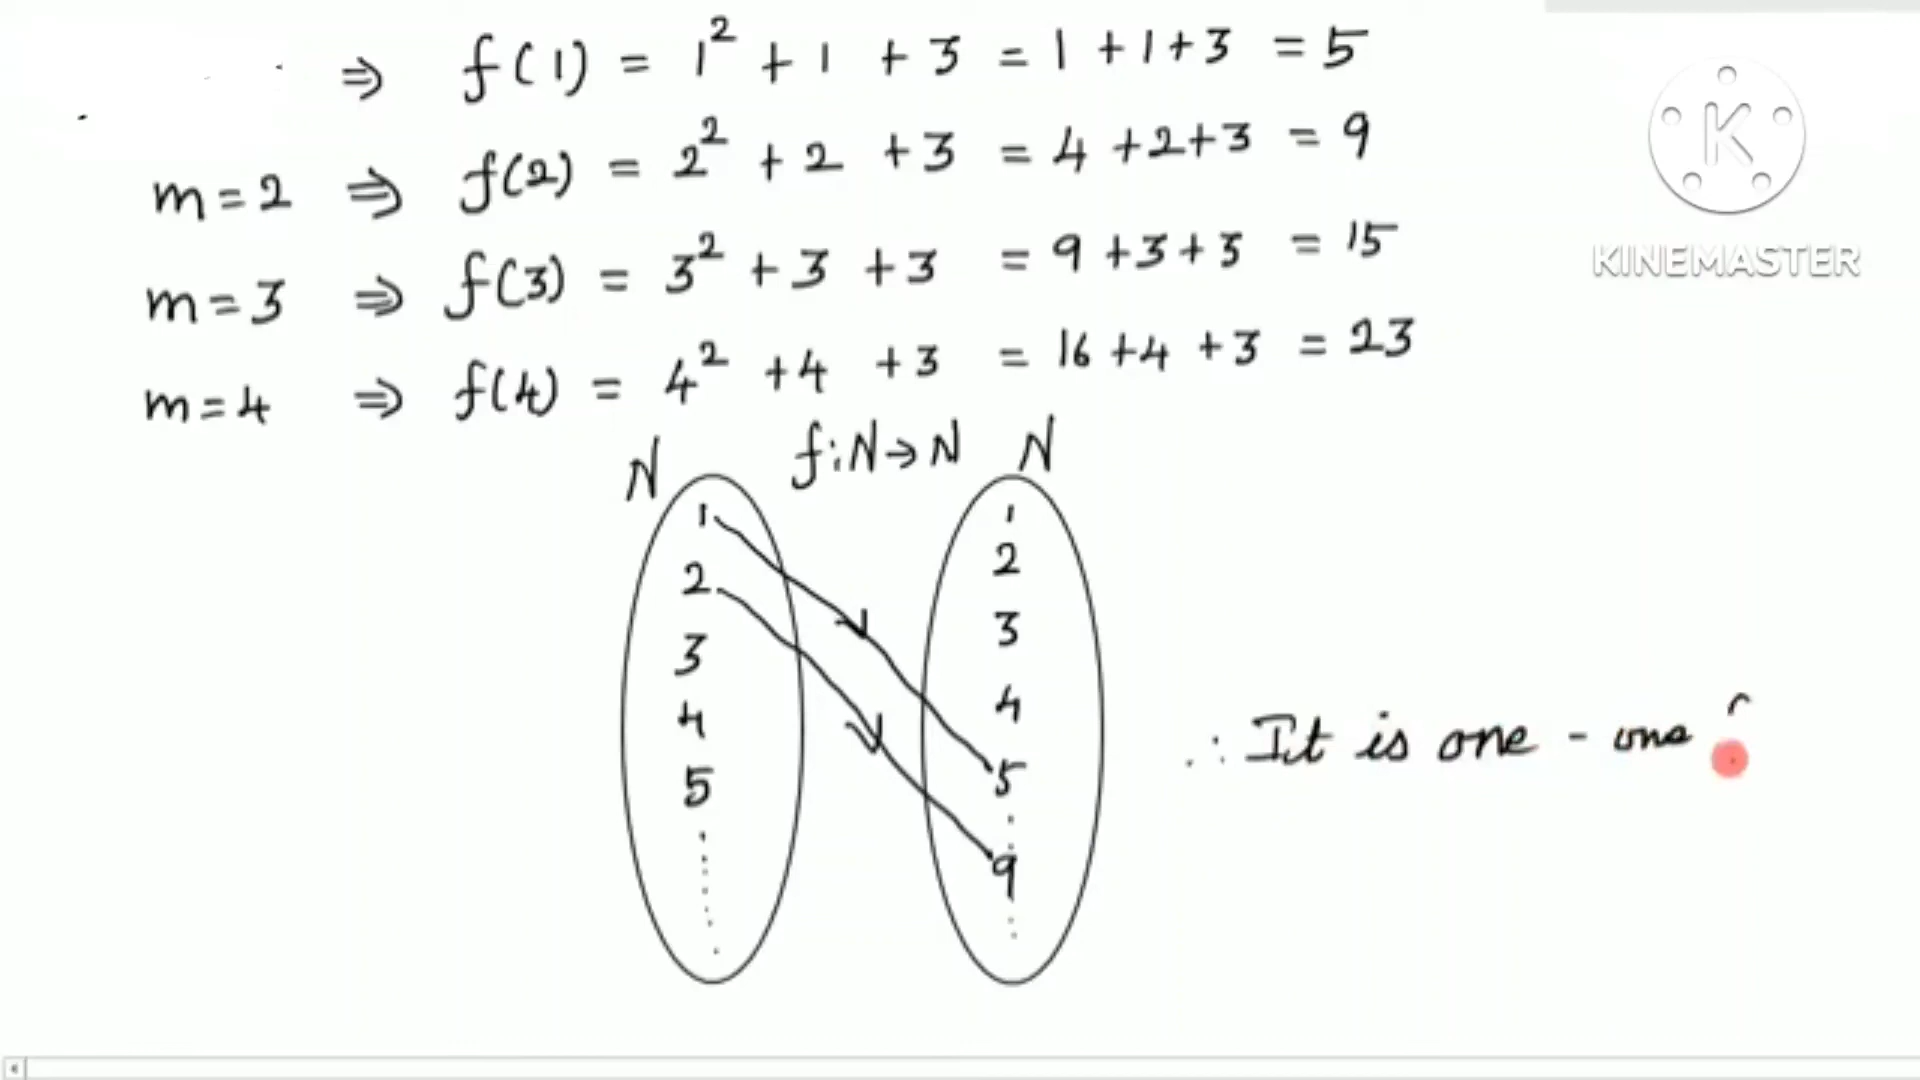 ⇒ f(1) = 1² + 1 + 3 = 1 + 1 + 3 = 5
m = 2 ⇒ f(2) = 2² + 2 + 3 = 4 + 2 + 3 = 9
m = 3 ⇒ f(3) = 3² + 3 + 3 = 9 + 3 + 3 = 15
m = 4 ⇒ f(4) = 4² + 4 + 3 = 16 + 4 + 3 = 23
K
KINEMASTER
N f:N→N N
1 1
2 2
3 3
4 4
5 5
9
∴ It is one - one